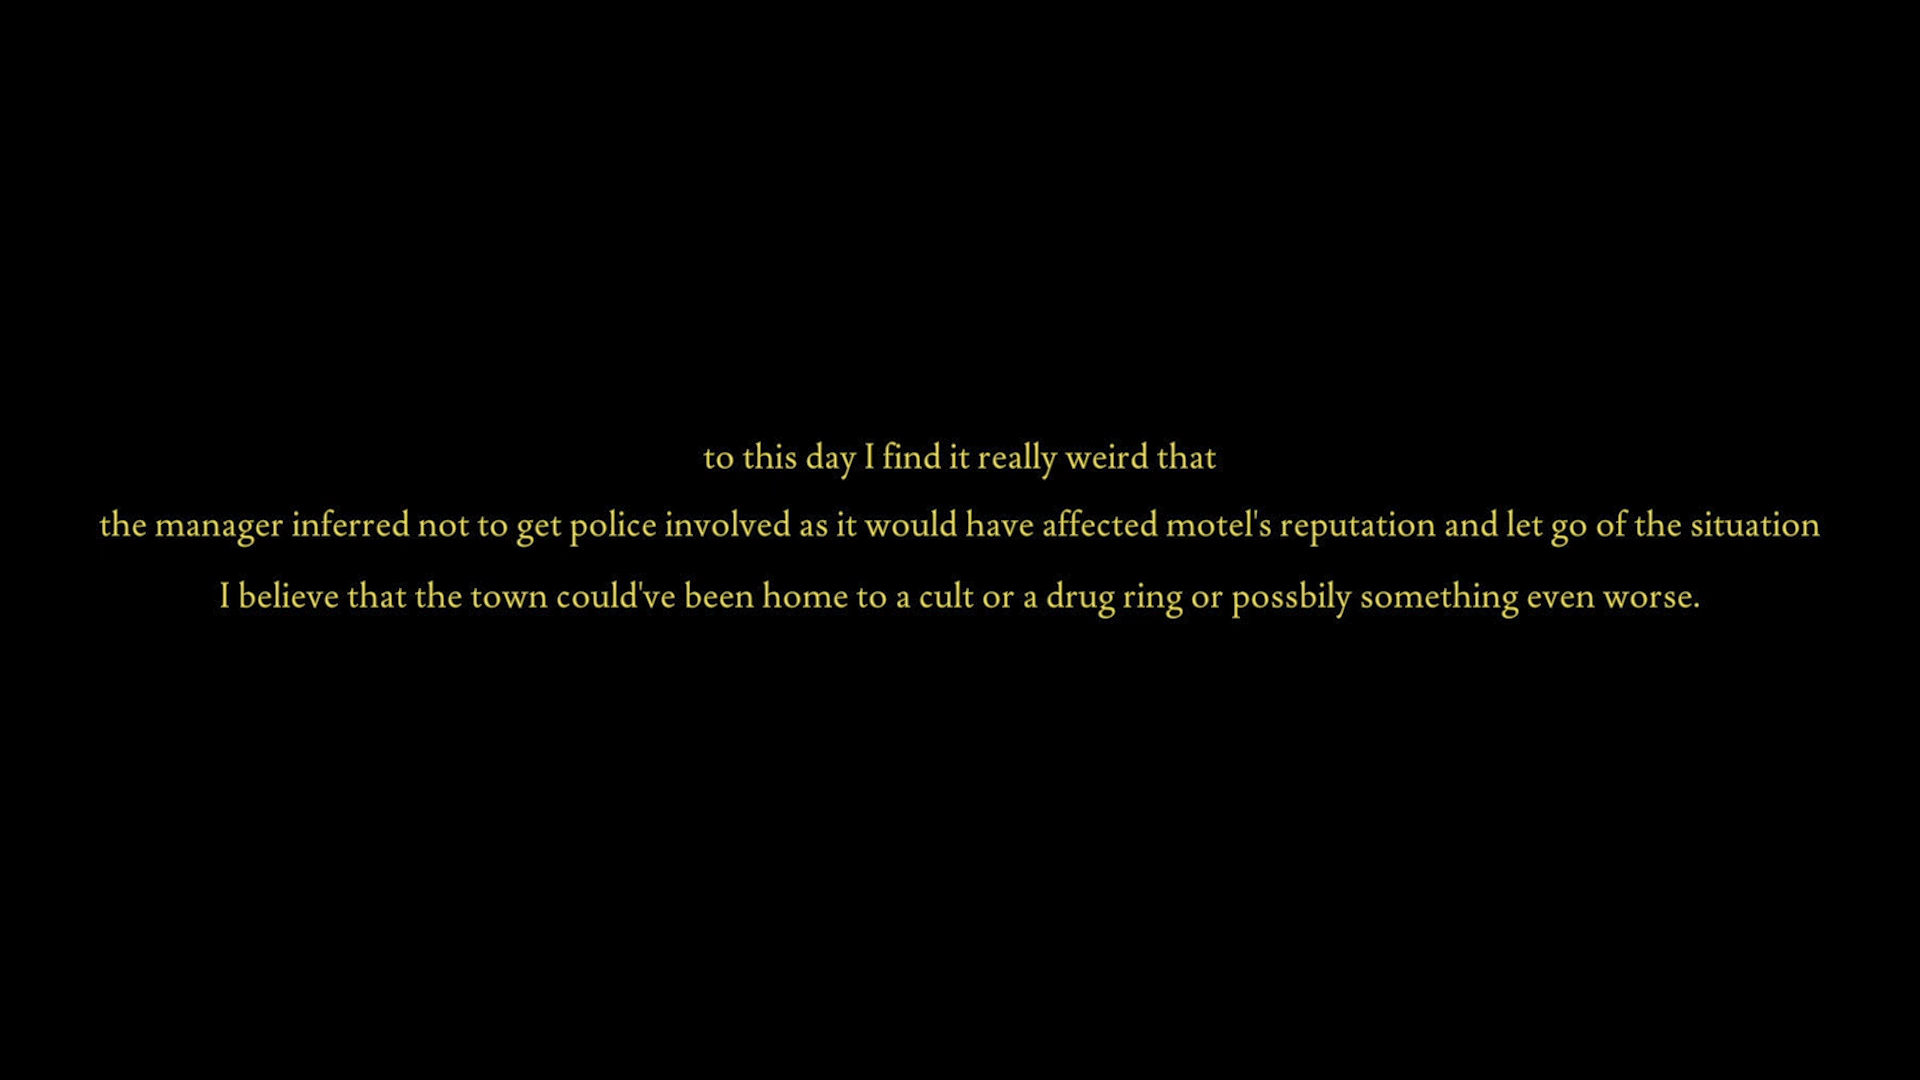 to this day I find it really weird that
the manager inferred not to get police involved as it would have affected motel's reputation and let go of the situation
I believe that the town could've been home to a cult or a drug ring or possbily something even worse.